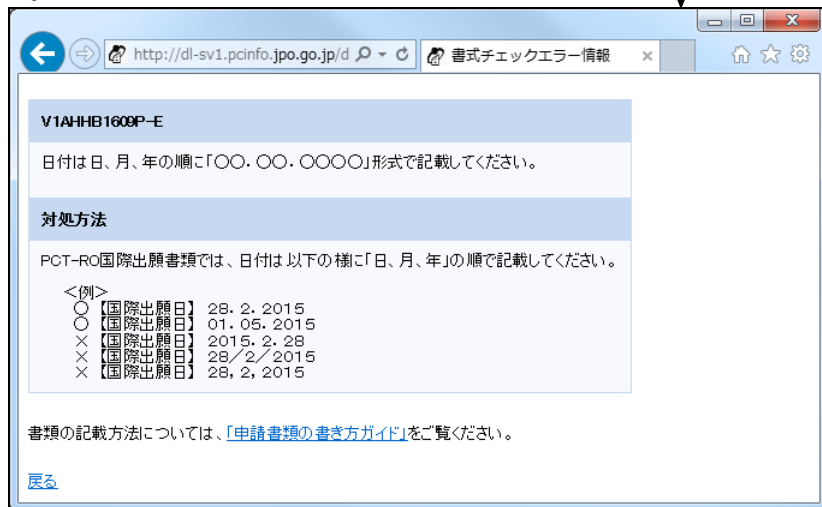 http://dl-sv1.pcinfo.jpo.go.jp/d
書式チェックエラー情報
V1AHHB1609P-E
日付は日、月、年の順に「〇〇.〇〇.〇〇〇〇」形式で記載してください。
対処方法
PCT-RO国際出願書類では、日付は以下の様に「日、月、年」の順で記載してください。
<例>
〇【国際出願日】 28.2.2015
〇【国際出願日】 01.05.2015
×【国際出願日】 2015.2.28
×【国際出願日】 28/2/2015
×【国際出願日】 28,2,2015
書類の記載方法については、「申請書類の書き方ガイド」をご覧ください。
戻る